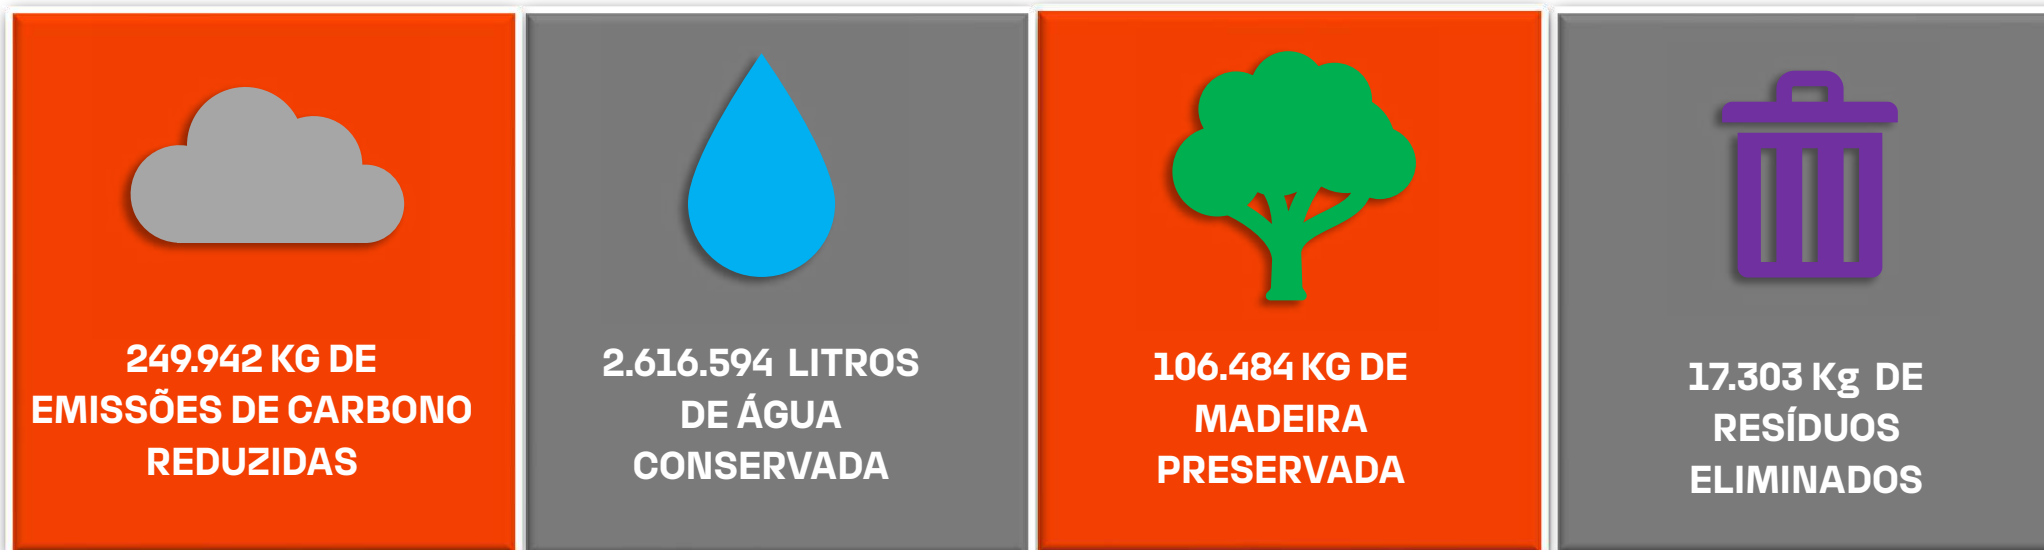 249.942 KG DE
EMISSÕES DE CARBONO
REDUZIDAS
2.616.594 LITROS
DE ÁGUA
CONSERVADA
106.484 KG DE
MADEIRA
PRESERVADA
17.303 Kg DE
RESÍDUOS
ELIMINADOS